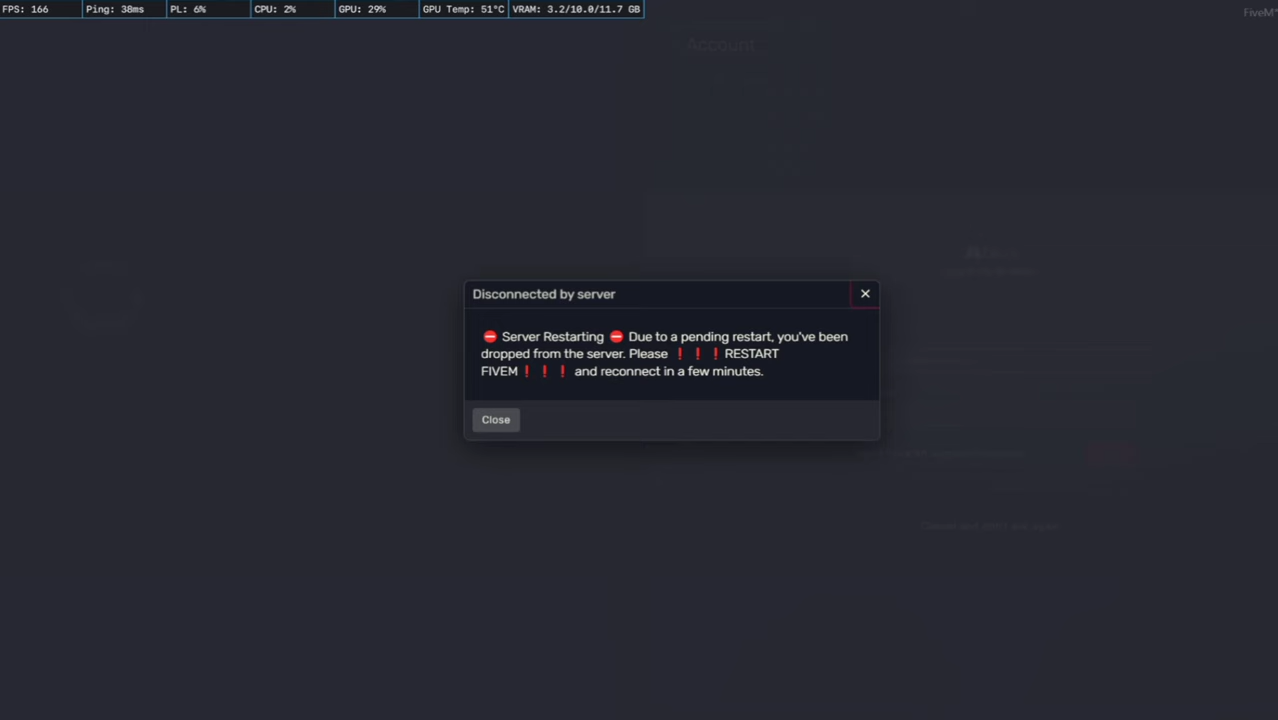 FPS: 166 Ping: 38ms PL: 6% CPU: 2% GPU: 29% GPU Temp: 51°C VRAM: 3.2/10.0/11.7 GB
FiveM®
Account
Disconnected by server ✕
⛔ Server Restarting ⛔ Due to a pending restart, you've been
dropped from the server. Please ❗❗❗RESTART
FIVEM❗❗❗ and reconnect in a few minutes.
Close